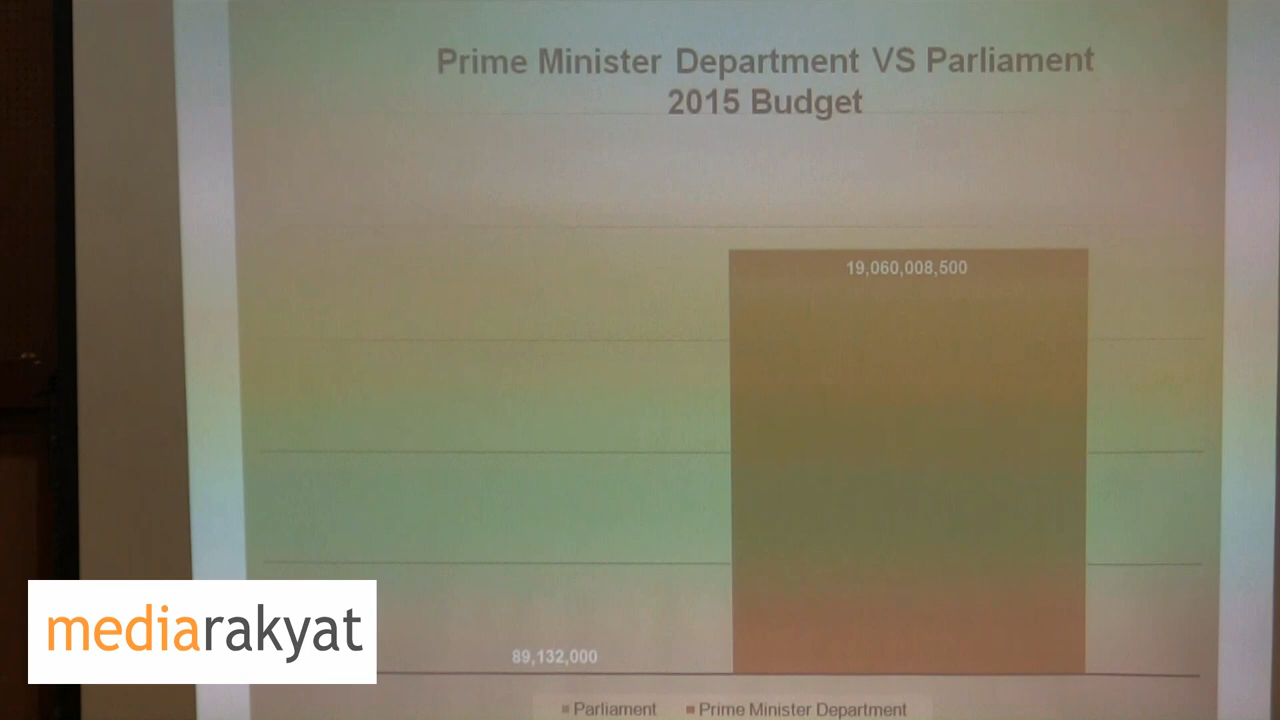 Prime Minister Department VS Parliament
2015 Budget
19,060,008,500
89,132,000
mediarakyat
Parliament Prime Minister Department